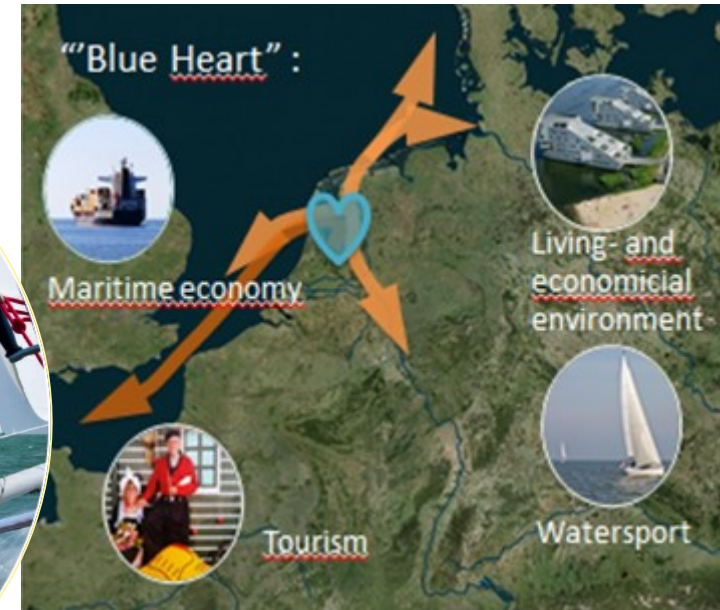 “’Blue Heart” :
Maritime economy
Living- and
economicial
environment
Tourism
Watersport